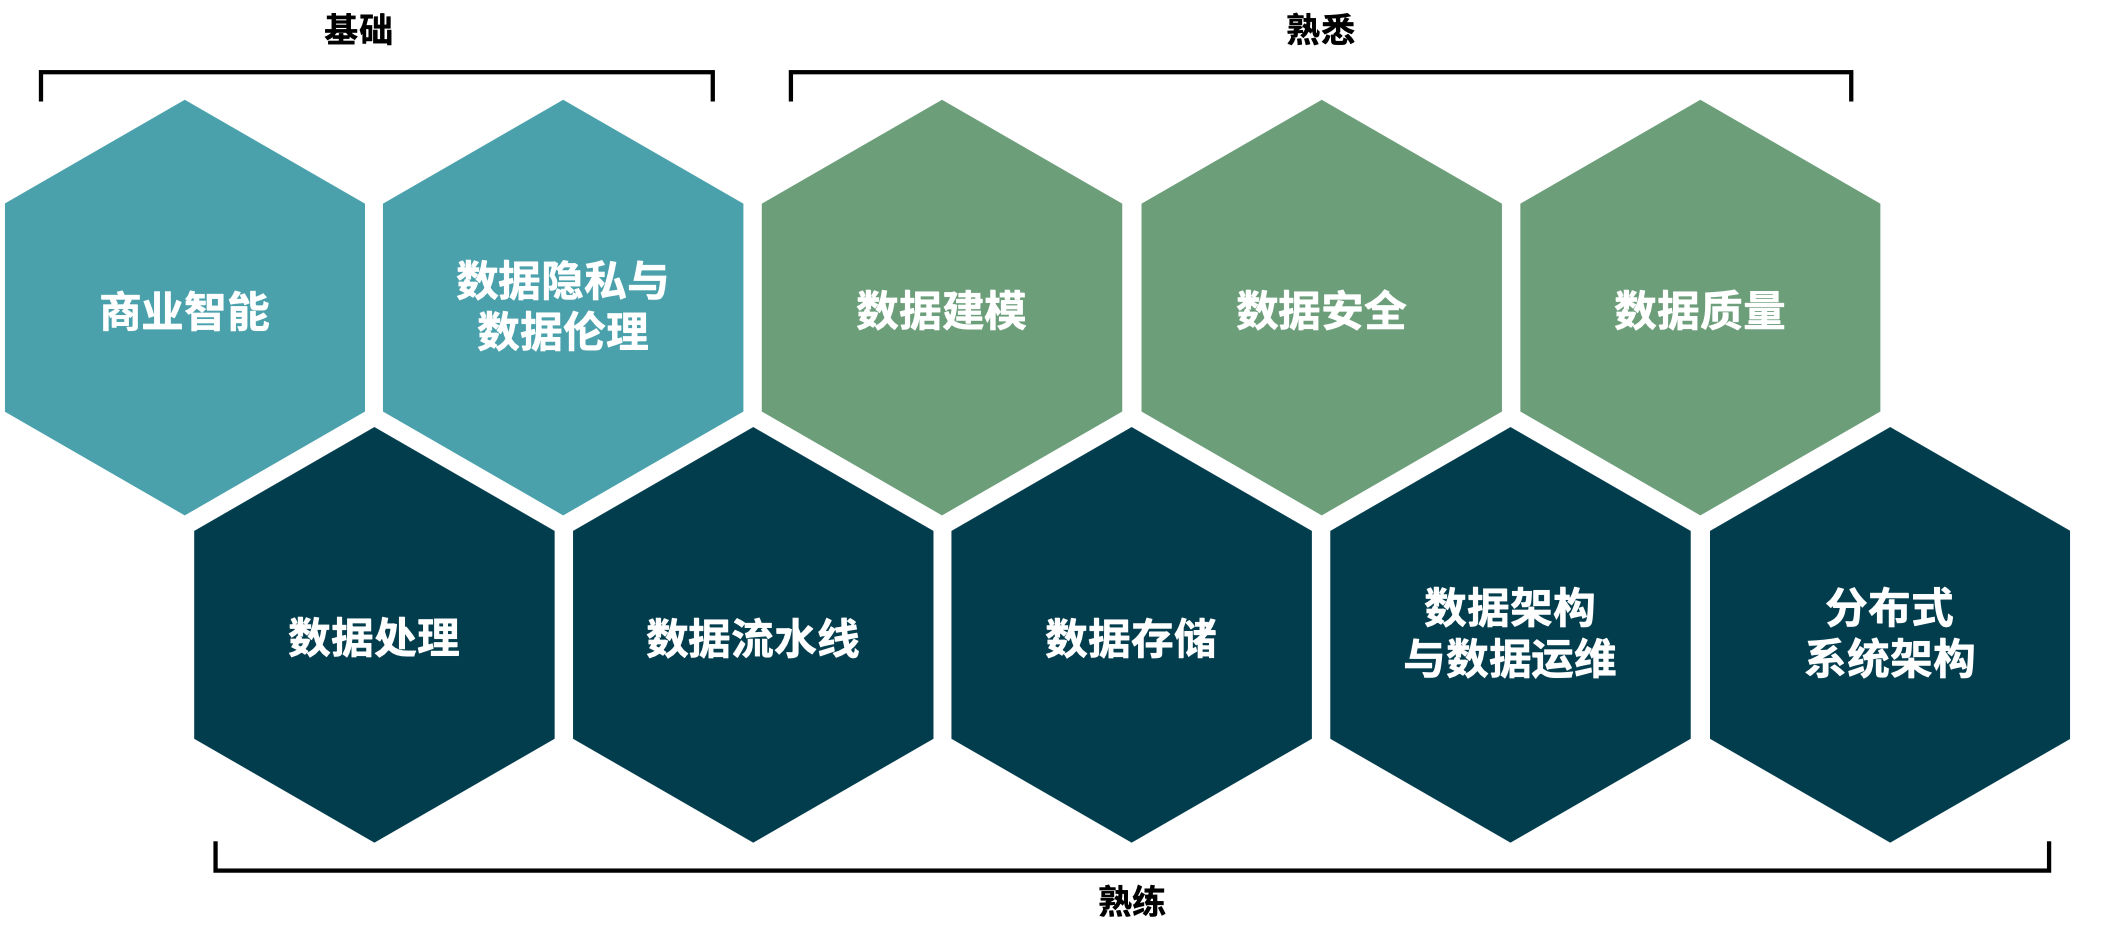 基础
熟悉
商业智能
数据隐私与
数据伦理
数据建模
数据安全
数据质量
数据处理
数据流水线
数据存储
数据架构
与数据运维
分布式
系统架构
熟练